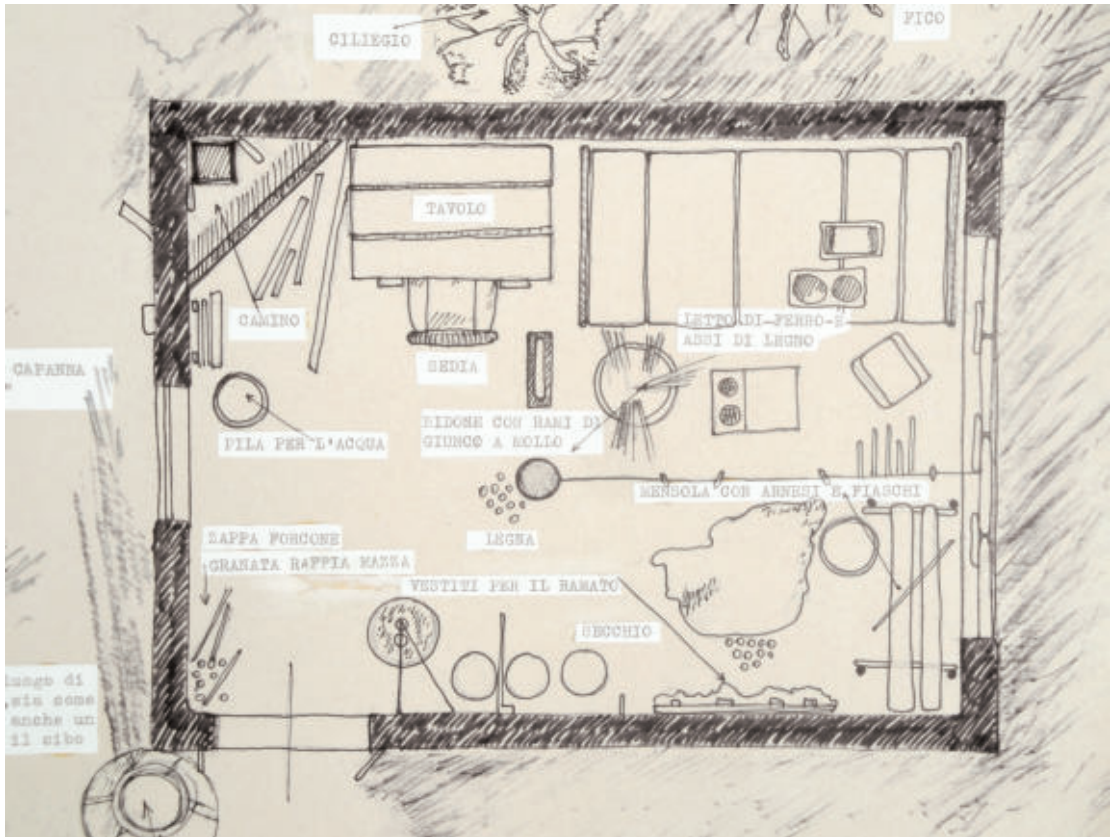 CILIEGIO
FICO
TAVOLO
CAMINO
LETTO DI FERRO E
ASSI DI LEGNO
SEDIA
CAPANNA
BIDONE CON RAMI DI
GIUNCO A MOLLO
PILA PER L'ACQUA
MENSOLA CON ARNESI E FIASCHI
ZAPPA FORCONE
GRANATA RAFFIA MAZZA
LEGNA
VESTITI PER IL RAMATO
SECCHIO
luogo di
sia come
anche un
il cibo